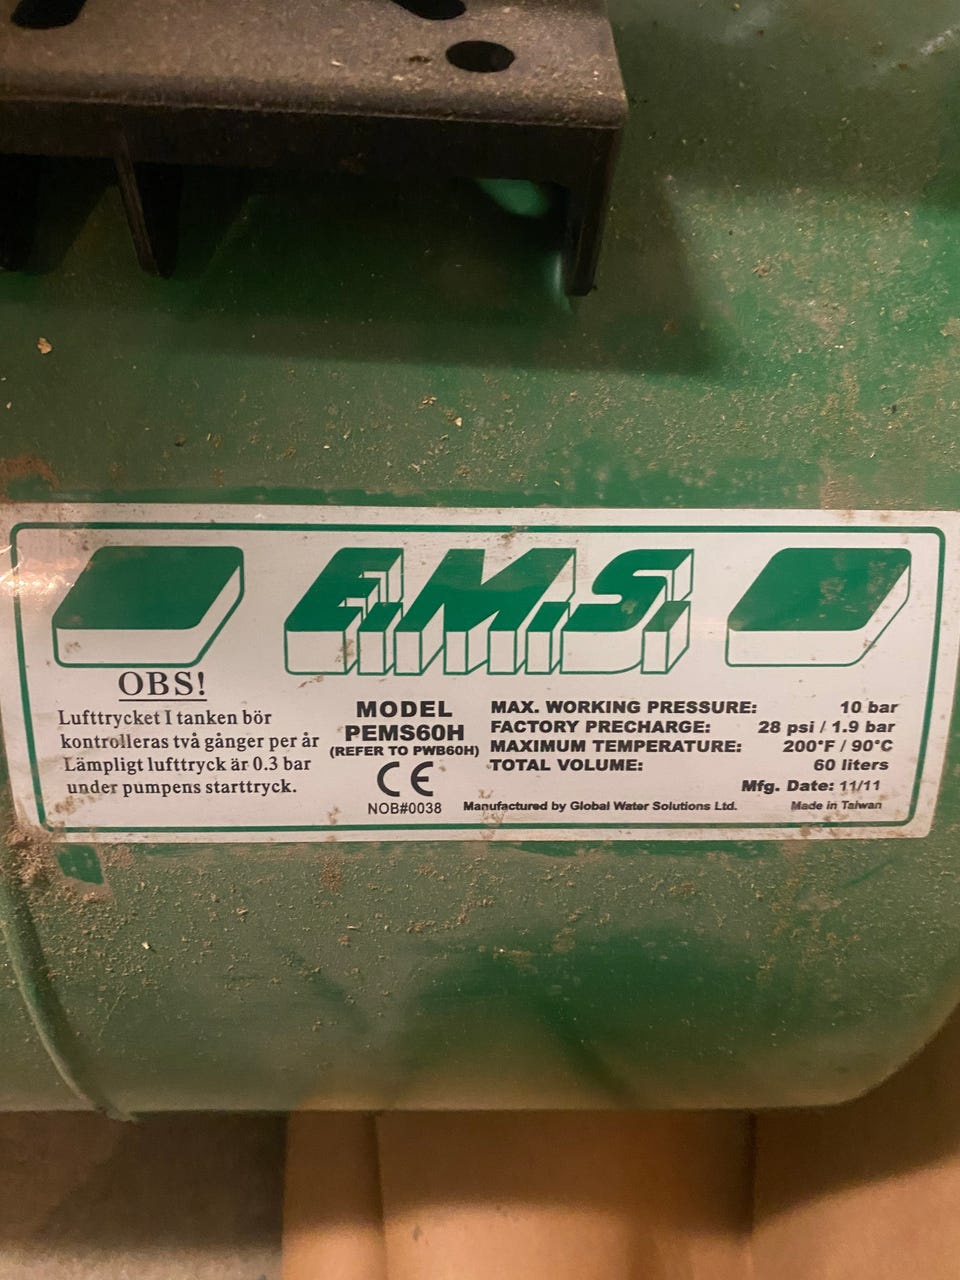 E.M.S.
OBS!
Lufttrycket I tanken bör
kontrolleras två gånger per år
Lämpligt lufttryck är 0.3 bar
under pumpens starttryck.
MODEL
PEMS60H
(REFER TO PWB60H)
CE
NOB#0038
MAX. WORKING PRESSURE: 10 bar
FACTORY PRECHARGE: 28 psi / 1.9 bar
MAXIMUM TEMPERATURE: 200°F / 90°C
TOTAL VOLUME: 60 liters
Mfg. Date: 11/11
Manufactured by Global Water Solutions Ltd. Made in Taiwan